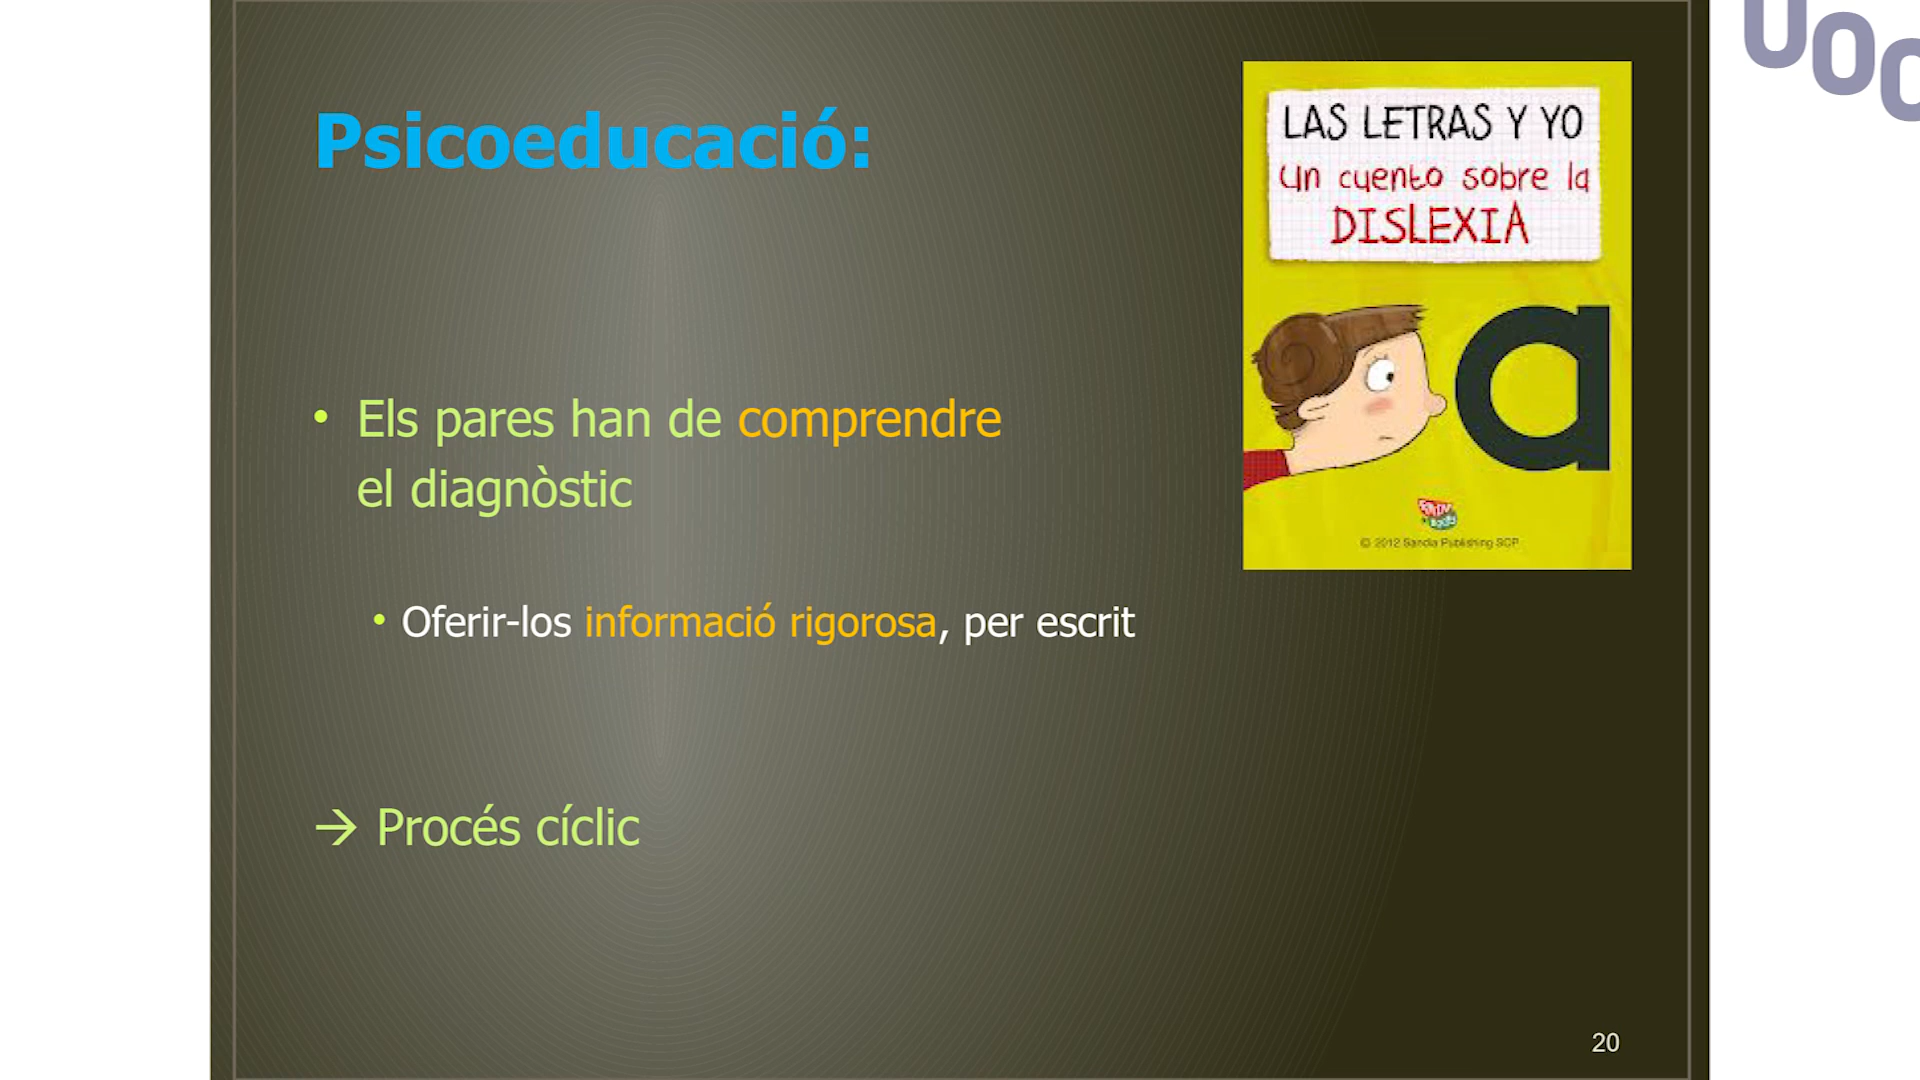 Psicoeducació:
• Els pares han de comprendre
el diagnòstic
• Oferir-los informació rigorosa, per escrit
→ Procés cíclic
LAS LETRAS Y YO
Un cuento sobre la
DISLEXIA
a
© 2012 Sandia Publishing SCP
20
UOC